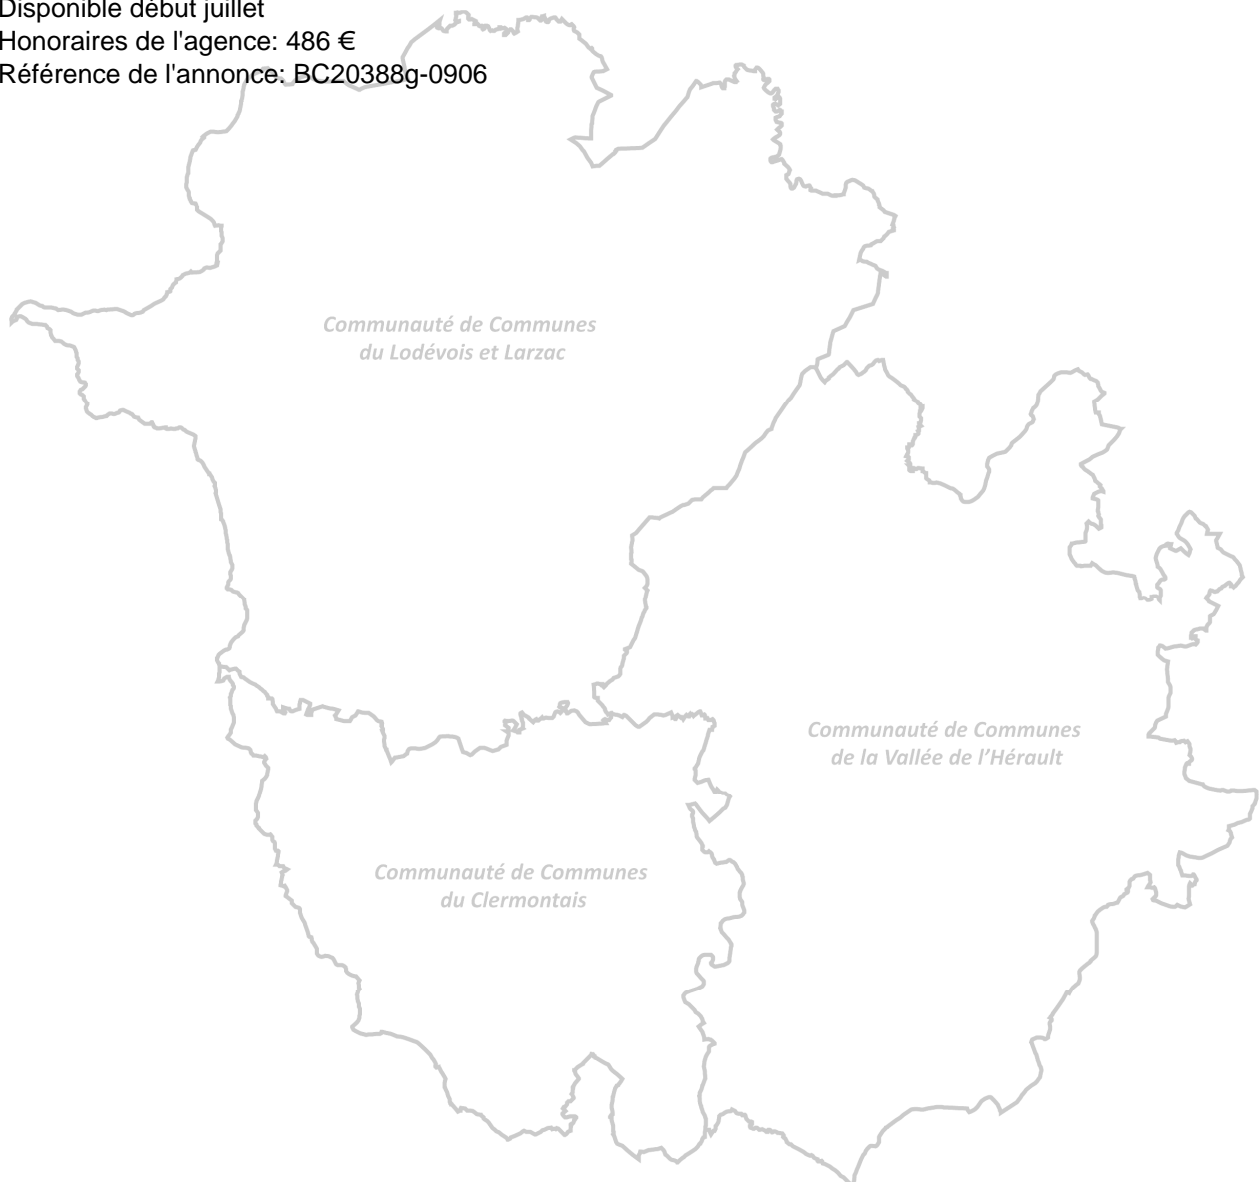 Disponible début juillet
Honoraires de l'agence: 486 €
Référence de l'annonce: BC20388g-0906
Communauté de Communes
du Lodévois et Larzac
Communauté de Communes
de la Vallée de l’Hérault
Communauté de Communes
du Clermontais